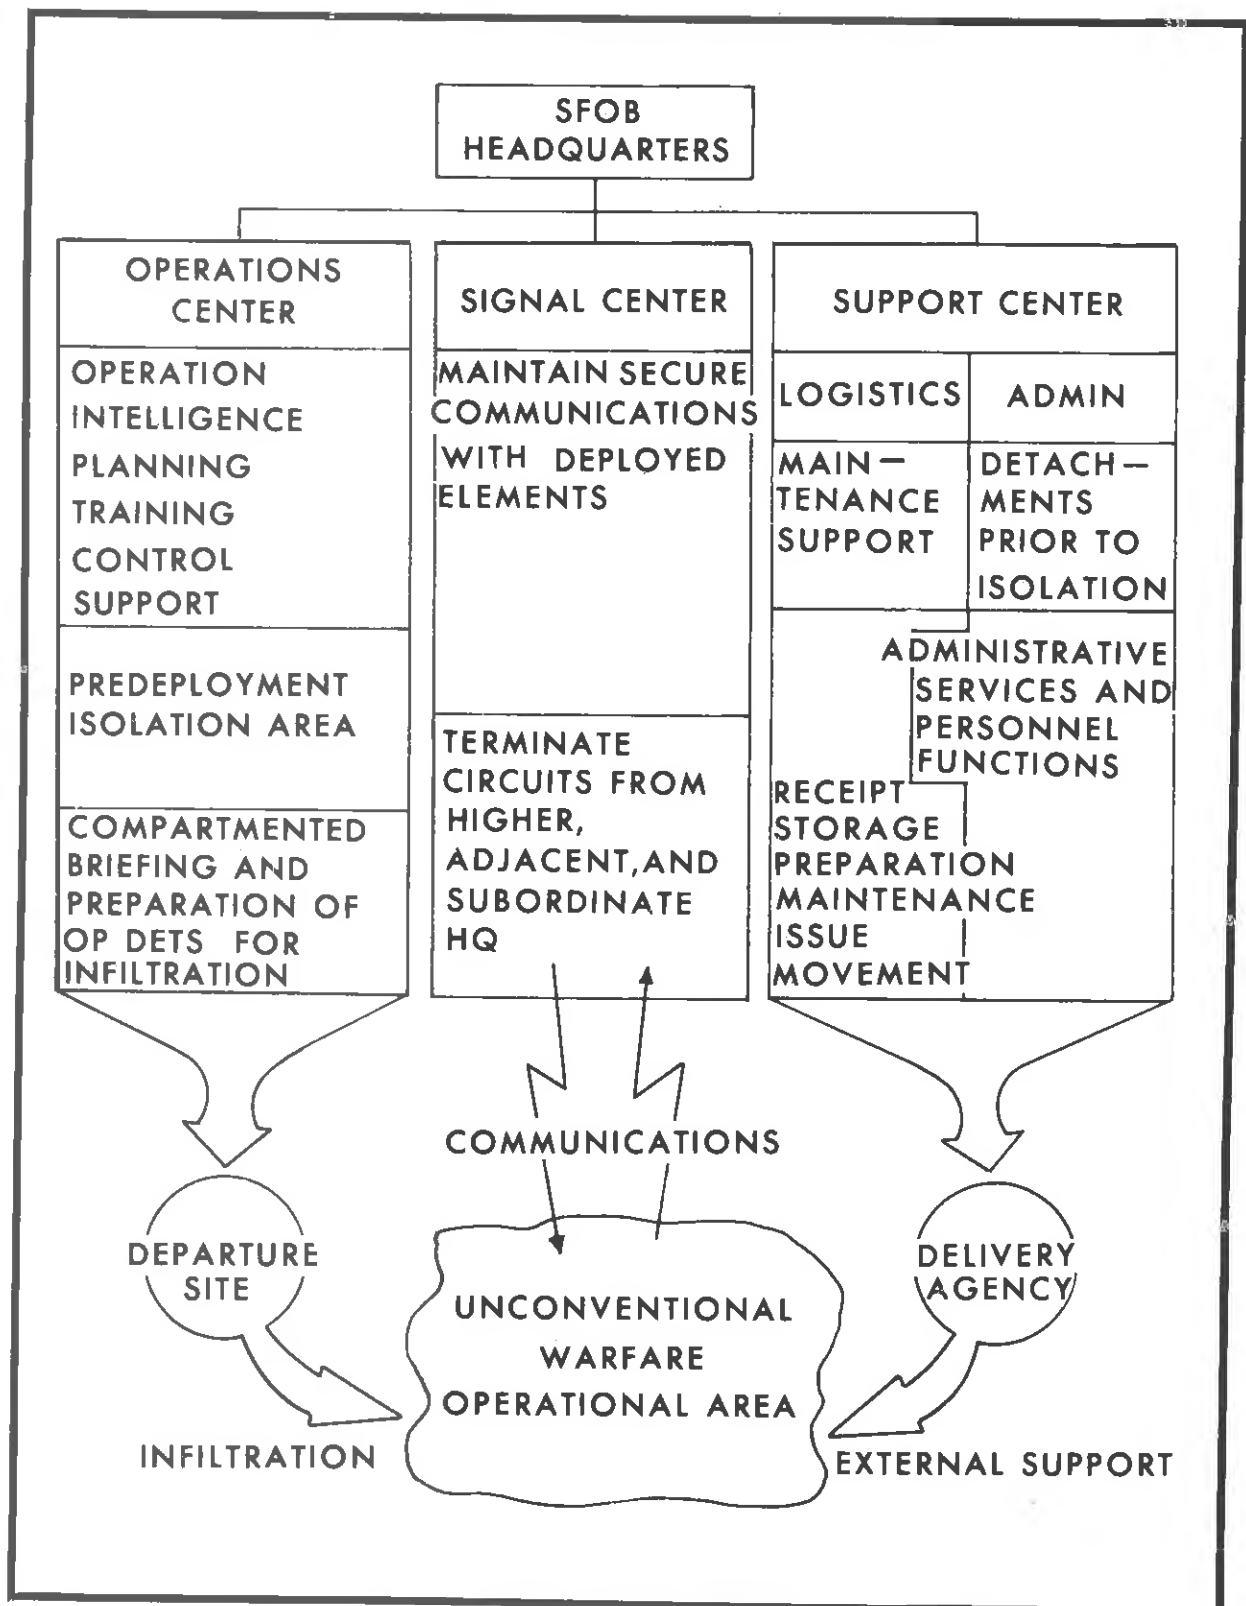 SFOB
HEADQUARTERS
OPERATIONS
CENTER
OPERATION
INTELLIGENCE
PLANNING
TRAINING
CONTROL
SUPPORT
PREDEPLOYMENT
ISOLATION AREA
COMPARTMENTED
BRIEFING AND
PREPARATION OF
OP DETS FOR
INFILTRATION
SIGNAL CENTER
MAINTAIN SECURE
COMMUNICATIONS
WITH DEPLOYED
ELEMENTS
TERMINATE
CIRCUITS FROM
HIGHER,
ADJACENT, AND
SUBORDINATE
HQ
SUPPORT CENTER
LOGISTICS
MAIN-
TENANCE
SUPPORT
ADMIN
DETACH-
MENTS
PRIOR TO
ISOLATION
ADMINISTRATIVE
SERVICES AND
PERSONNEL
FUNCTIONS
RECEIPT
STORAGE
PREPARATION
MAINTENANCE
ISSUE
MOVEMENT
COMMUNICATIONS
DEPARTURE
SITE
DELIVERY
AGENCY
UNCONVENTIONAL
WARFARE
OPERATIONAL AREA
INFILTRATION
EXTERNAL SUPPORT